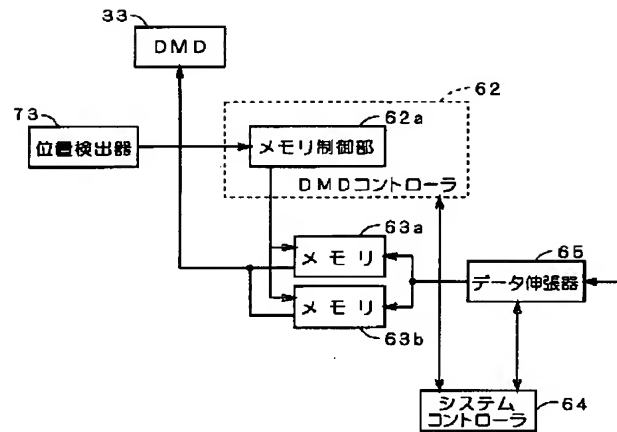 33
DMD
62
73
62a
位置検出器
メモリ制御部
DMDコントローラ
63a
メモリ
65
データ伸張器
メモリ
63b
システム
コントローラ
64